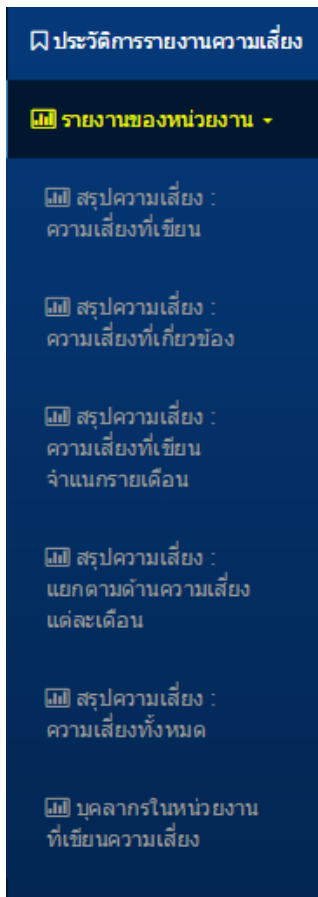 ประวัติการรายงานความเสี่ยง
รายงานของหน่วยงาน
สรุปความเสี่ยง :
ความเสี่ยงที่เขียน
สรุปความเสี่ยง :
ความเสี่ยงที่เกี่ยวข้อง
สรุปความเสี่ยง :
ความเสี่ยงที่เขียน
จำแนกรายเดือน
สรุปความเสี่ยง :
แยกตามด้านความเสี่ยง
แต่ละเดือน
สรุปความเสี่ยง :
ความเสี่ยงทั้งหมด
บุคลากรในหน่วยงาน
ที่เขียนความเสี่ยง